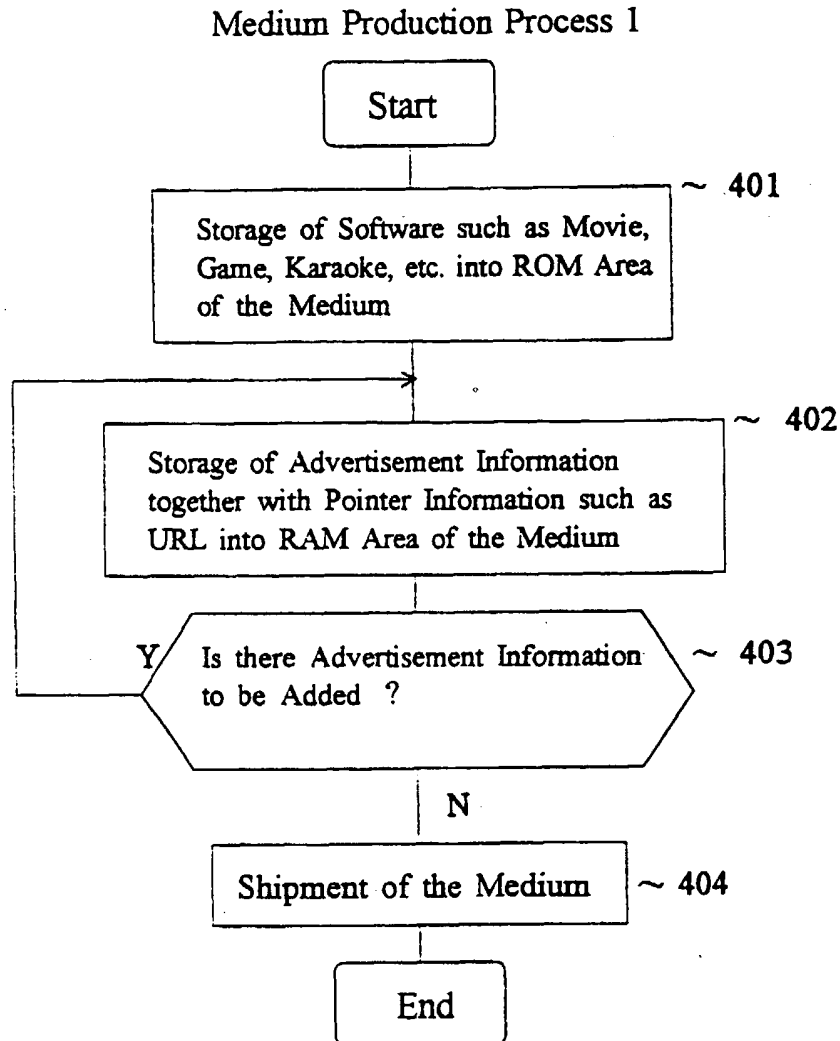 Medium Production Process 1
Start
~ 401
Storage of Software such as Movie,
Game, Karaoke, etc. into ROM Area
of the Medium
~ 402
Storage of Advertisement Information
together with Pointer Information such as
URL into RAM Area of the Medium
Y
Is there Advertisement Information
to be Added ?
~ 403
N
Shipment of the Medium
~ 404
End